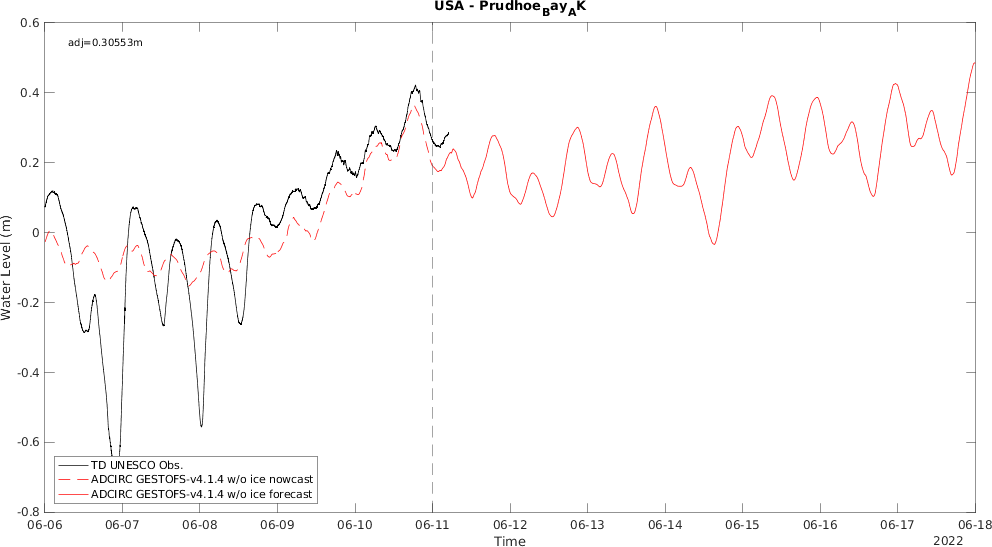 USA - Prudhoe_Bay_AK
0.6
adj=0.30553m
0.4
0.2
0
-0.2
-0.4
-0.6
-0.8
Water Level (m)
TD UNESCO Obs.
ADCIRC GESTOFS-v4.1.4 w/o ice nowcast
ADCIRC GESTOFS-v4.1.4 w/o ice forecast
06-06 06-07 06-08 06-09 06-10 06-11 06-12 06-13 06-14 06-15 06-16 06-17 06-18
Time
2022